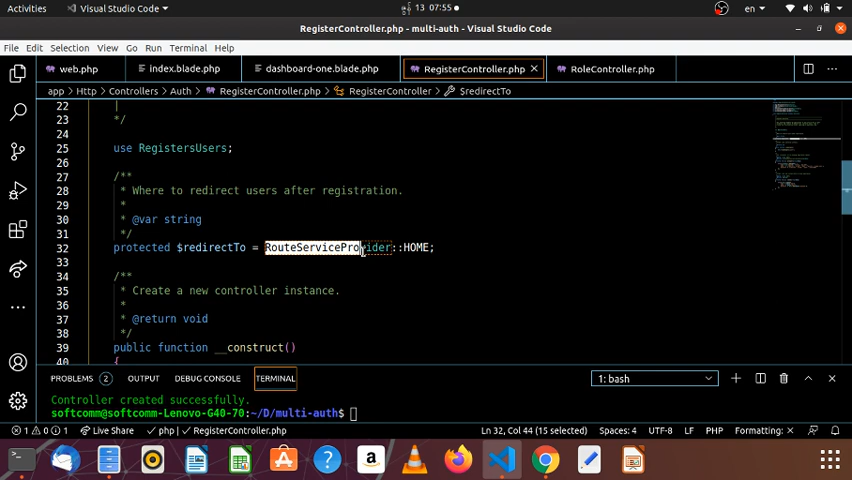 Activities Visual Studio Code 13 07:55 en
RegisterController.php - multi-auth - Visual Studio Code
File Edit Selection View Go Run Terminal Help
web.php index.blade.php dashboard-one.blade.php RegisterController.php RoleController.php
app > Http > Controllers > Auth > RegisterController.php > RegisterController > $redirectTo
22 |
23 */
24
25 use RegistersUsers;
26
27 /**
28 * Where to redirect users after registration.
29 *
30 * @var string
31 */
32 protected $redirectTo = RouteServiceProvider::HOME;
33
34 /**
35 * Create a new controller instance.
36 *
37 * @return void
38 */
39 public function __construct()
40 {
PROBLEMS 2 OUTPUT DEBUG CONSOLE TERMINAL 1: bash
Controller created successfully.
softcomm@softcomm-Lenovo-G40-70:~/D/multi-auth$
1 0 1 Live Share php | RegisterController.php Ln 32, Col 44 (15 selected) Spaces: 4 UTF-8 LF PHP Formatting: ×